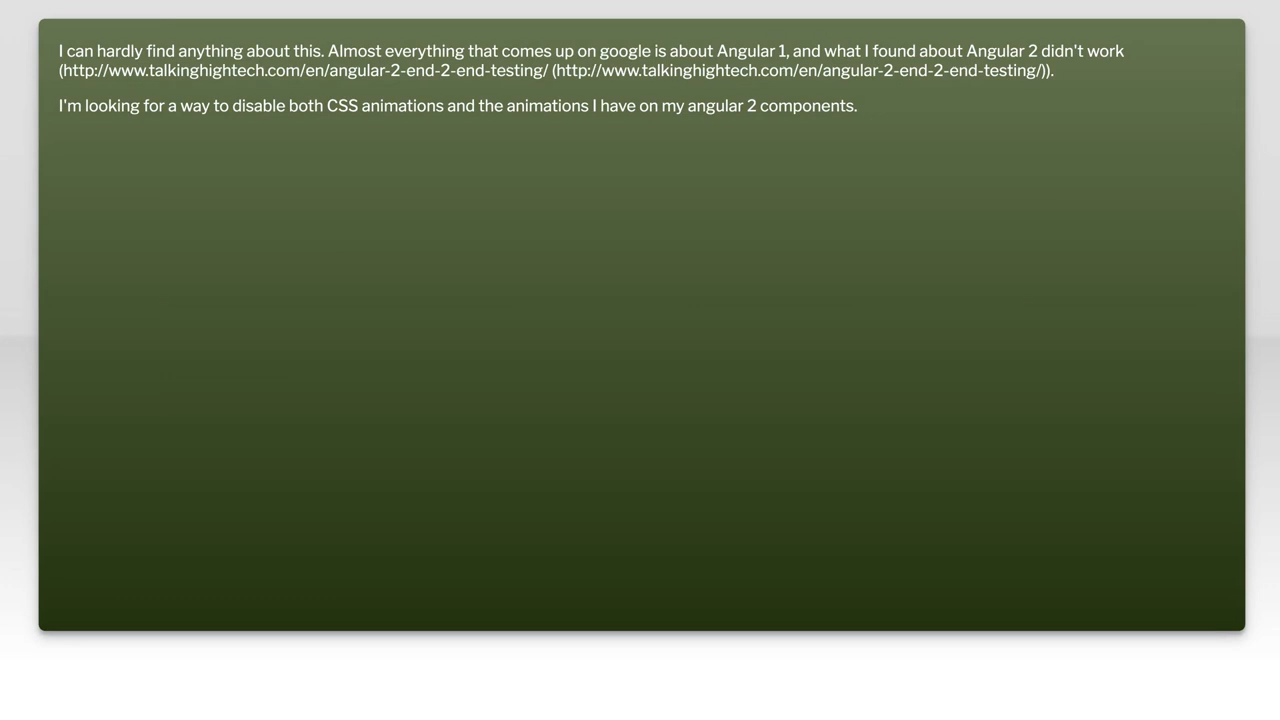 I can hardly find anything about this. Almost everything that comes up on google is about Angular 1, and what I found about Angular 2 didn't work
(http://www.talkinghightech.com/en/angular-2-end-2-end-testing/ (http://www.talkinghightech.com/en/angular-2-end-2-end-testing/)).
I'm looking for a way to disable both CSS animations and the animations I have on my angular 2 components.